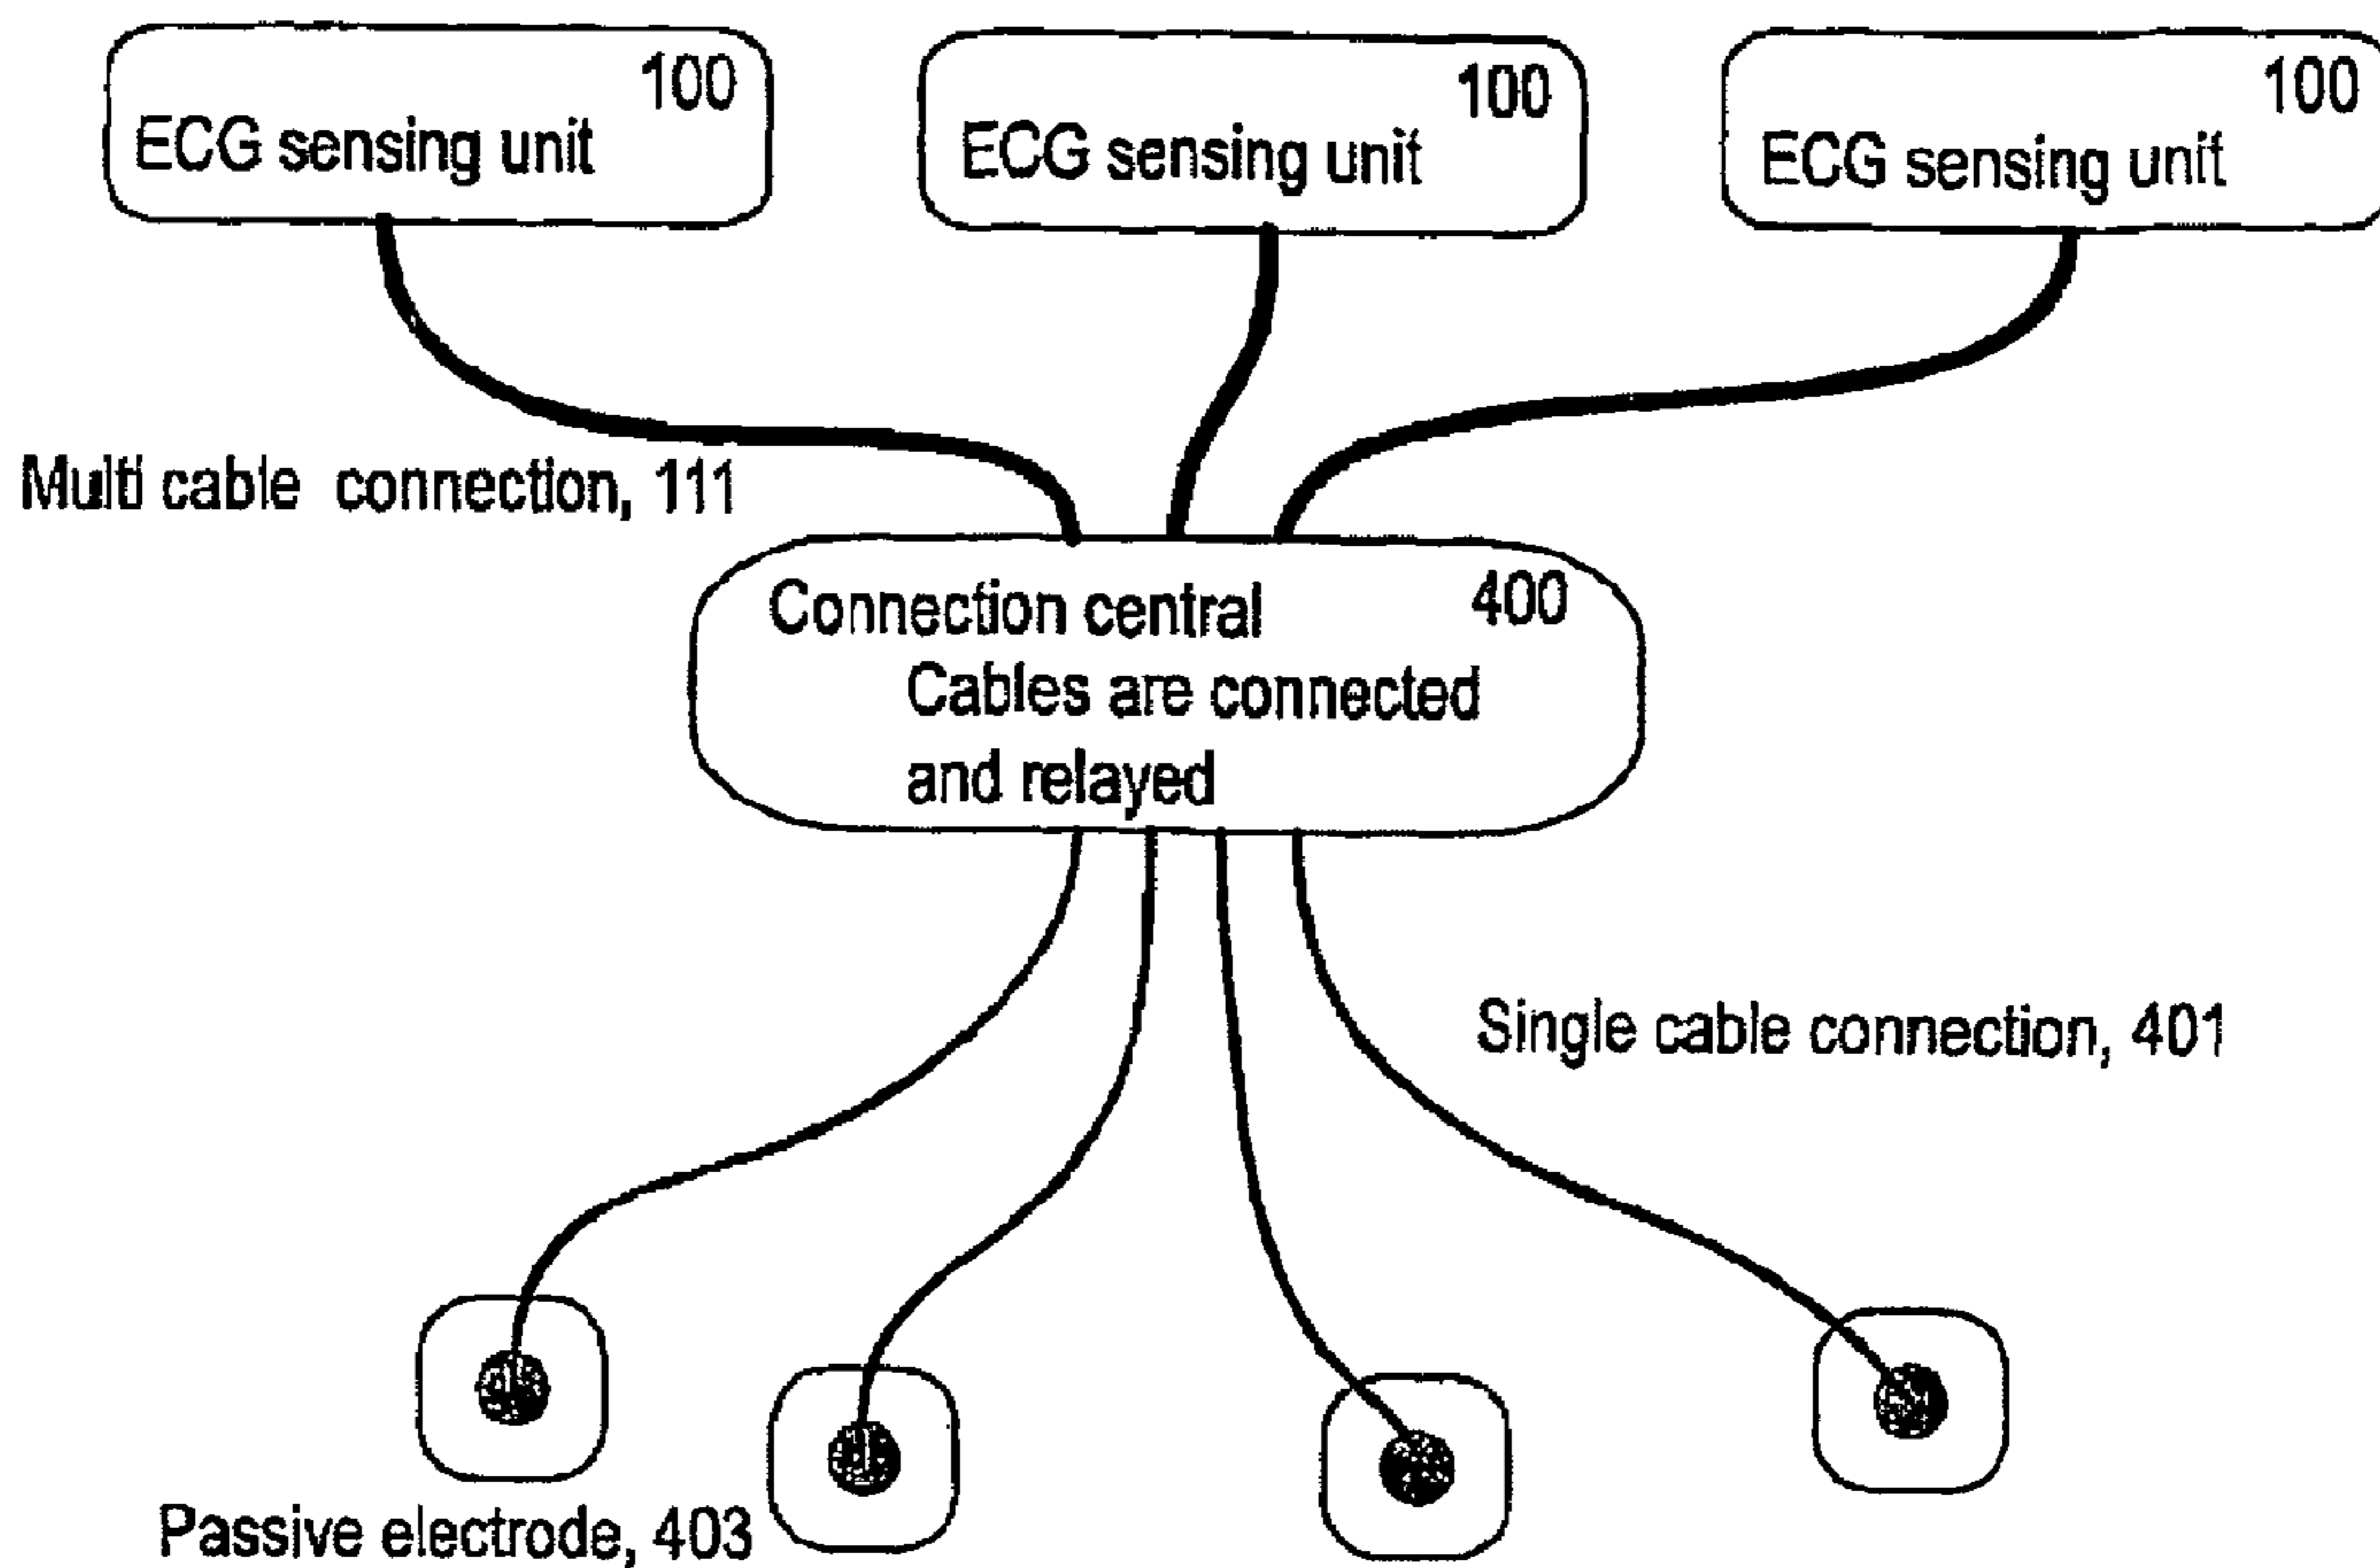 100
ECG sensing unit
100
ECG sensing unit
100
ECG sensing unit
Multi cable connection, 111
Connection central 400
Cables are connected
and relayed
Single cable connection, 401
Passive electrode, 403